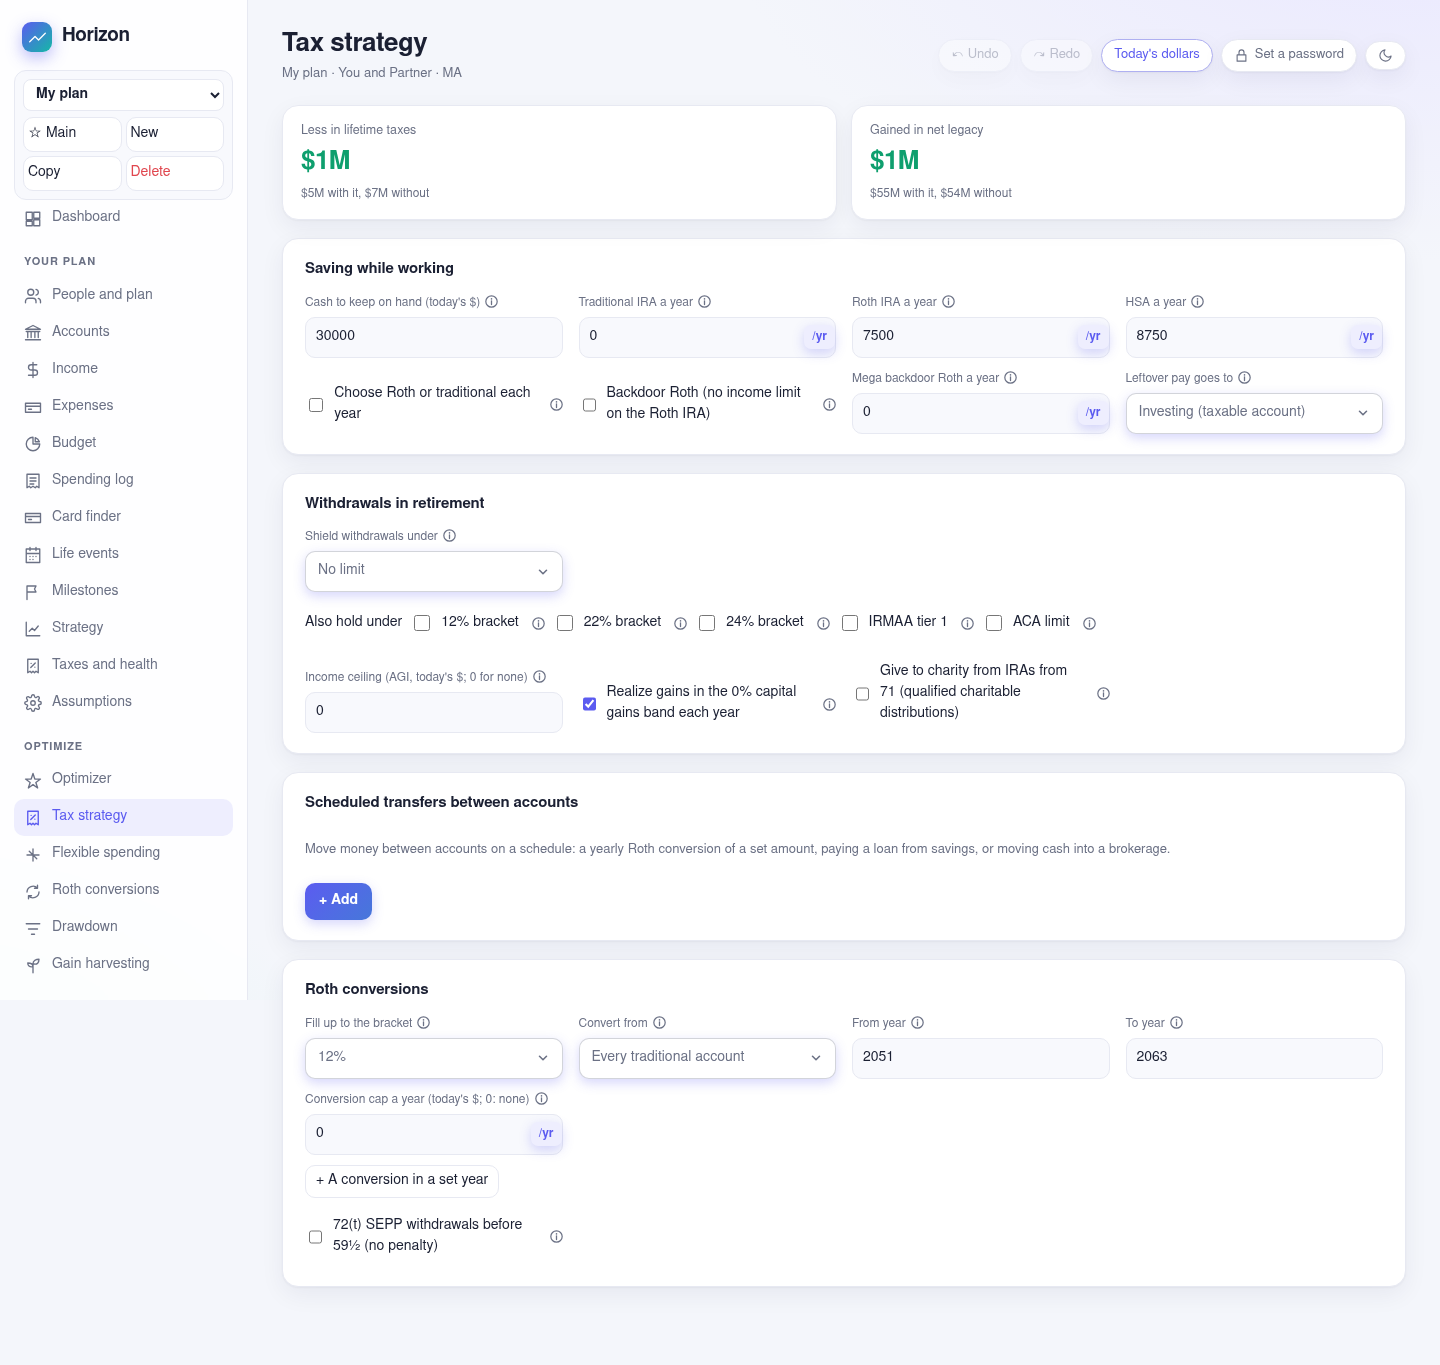 Horizon
My plan
☆ Main
New
Copy
Delete
Dashboard
YOUR PLAN
People and plan
Accounts
Income
Expenses
Budget
Spending log
Card finder
Life events
Milestones
Strategy
Taxes and health
Assumptions
OPTIMIZE
Optimizer
Tax strategy
Flexible spending
Roth conversions
Drawdown
Gain harvesting
Tax strategy
My plan · You and Partner · MA
Undo
Redo
Today's dollars
Set a password
Less in lifetime taxes
$1M
$5M with it, $7M without
Gained in net legacy
$1M
$55M with it, $54M without
Saving while working
Cash to keep on hand (today's $)
30000
Traditional IRA a year
0 /yr
Roth IRA a year
7500 /yr
HSA a year
8750 /yr
Choose Roth or traditional each
year
Backdoor Roth (no income limit
on the Roth IRA)
Mega backdoor Roth a year
0 /yr
Leftover pay goes to
Investing (taxable account)
Withdrawals in retirement
Shield withdrawals under
No limit
Also hold under 12% bracket 22% bracket 24% bracket IRMAA tier 1 ACA limit
Income ceiling (AGI, today's $; 0 for none)
0
Realize gains in the 0% capital
gains band each year
Give to charity from IRAs from
71 (qualified charitable
distributions)
Scheduled transfers between accounts
Move money between accounts on a schedule: a yearly Roth conversion of a set amount, paying a loan from savings, or moving cash into a brokerage.
+ Add
Roth conversions
Fill up to the bracket
12%
Convert from
Every traditional account
From year
2051
To year
2063
Conversion cap a year (today's $; 0: none)
0 /yr
+ A conversion in a set year
72(t) SEPP withdrawals before
59½ (no penalty)